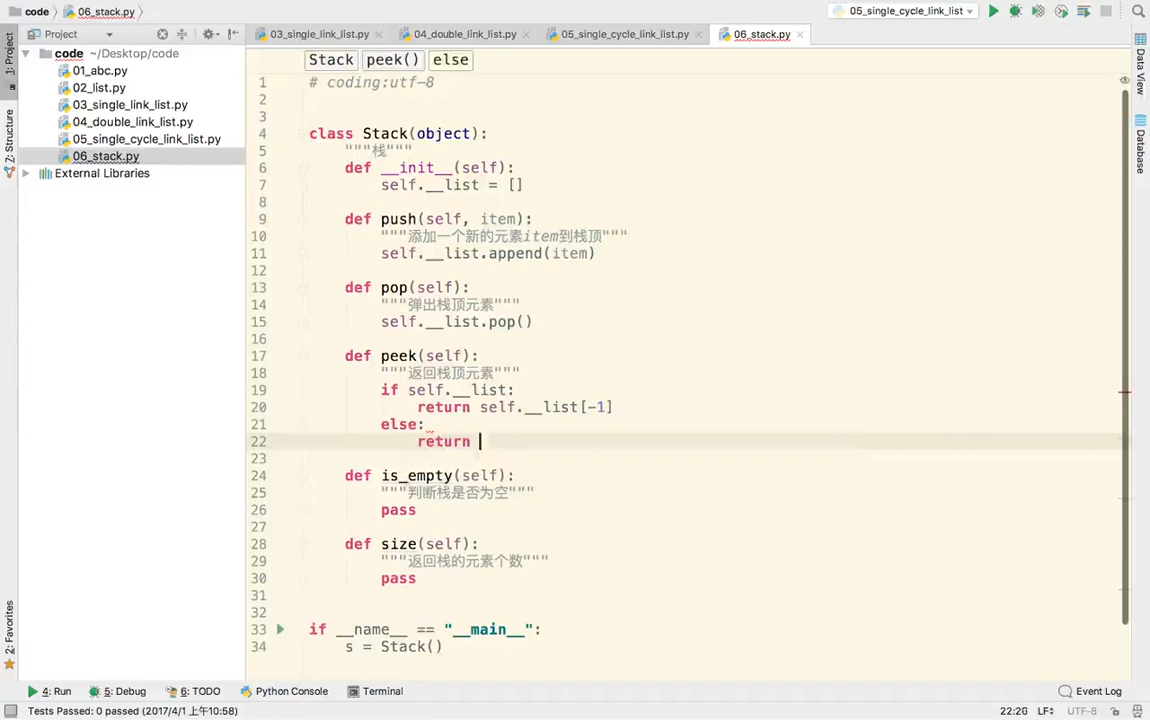 code
06_stack.py
05_single_cycle_link_list
Project
03_single_link_list.py
04_double_link_list.py
05_single_cycle_link_list.py
06_stack.py
code ~/Desktop/code
01_abc.py
02_list.py
03_single_link_list.py
04_double_link_list.py
05_single_cycle_link_list.py
06_stack.py
External Libraries
1: Project
Z: Structure
2: Favorites
Data View
Database
Stack peek() else
1 # coding:utf-8
2
3
4 class Stack(object):
5 """栈"""
6 def __init__(self):
7 self.__list = []
8
9 def push(self, item):
10 """添加一个新的元素item到栈顶"""
11 self.__list.append(item)
12
13 def pop(self):
14 """弹出栈顶元素"""
15 self.__list.pop()
16
17 def peek(self):
18 """返回栈顶元素"""
19 if self.__list:
20 return self.__list[-1]
21 else:
22 return
23
24 def is_empty(self):
25 """判断栈是否为空"""
26 pass
27
28 def size(self):
29 """返回栈的元素个数"""
30 pass
31
32
33 if __name__ == "__main__":
34 s = Stack()
4: Run 5: Debug 6: TODO Python Console Terminal Event Log
Tests Passed: 0 passed (2017/4/1 上午10:58) 22:20 LF÷ UTF-8